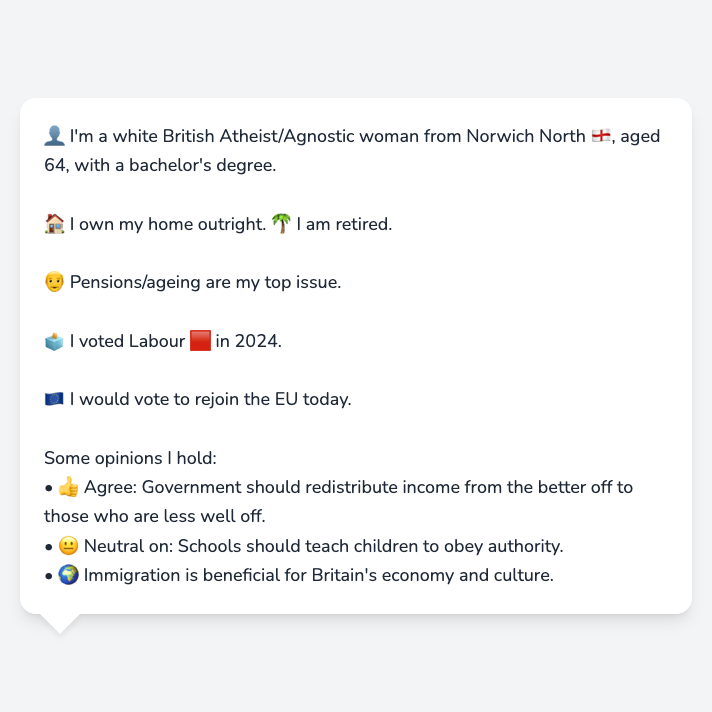 👤 I'm a white British Atheist/Agnostic woman from Norwich North 🏴󠁧󠁢󠁥󠁮󠁧󠁿, aged
64, with a bachelor's degree.
🏠 I own my home outright. 🌴 I am retired.
👴 Pensions/ageing are my top issue.
🗳️ I voted Labour 🟥 in 2024.
🇪🇺 I would vote to rejoin the EU today.
Some opinions I hold:
• 👍 Agree: Government should redistribute income from the better off to
those who are less well off.
• 😐 Neutral on: Schools should teach children to obey authority.
• 🌍 Immigration is beneficial for Britain's economy and culture.